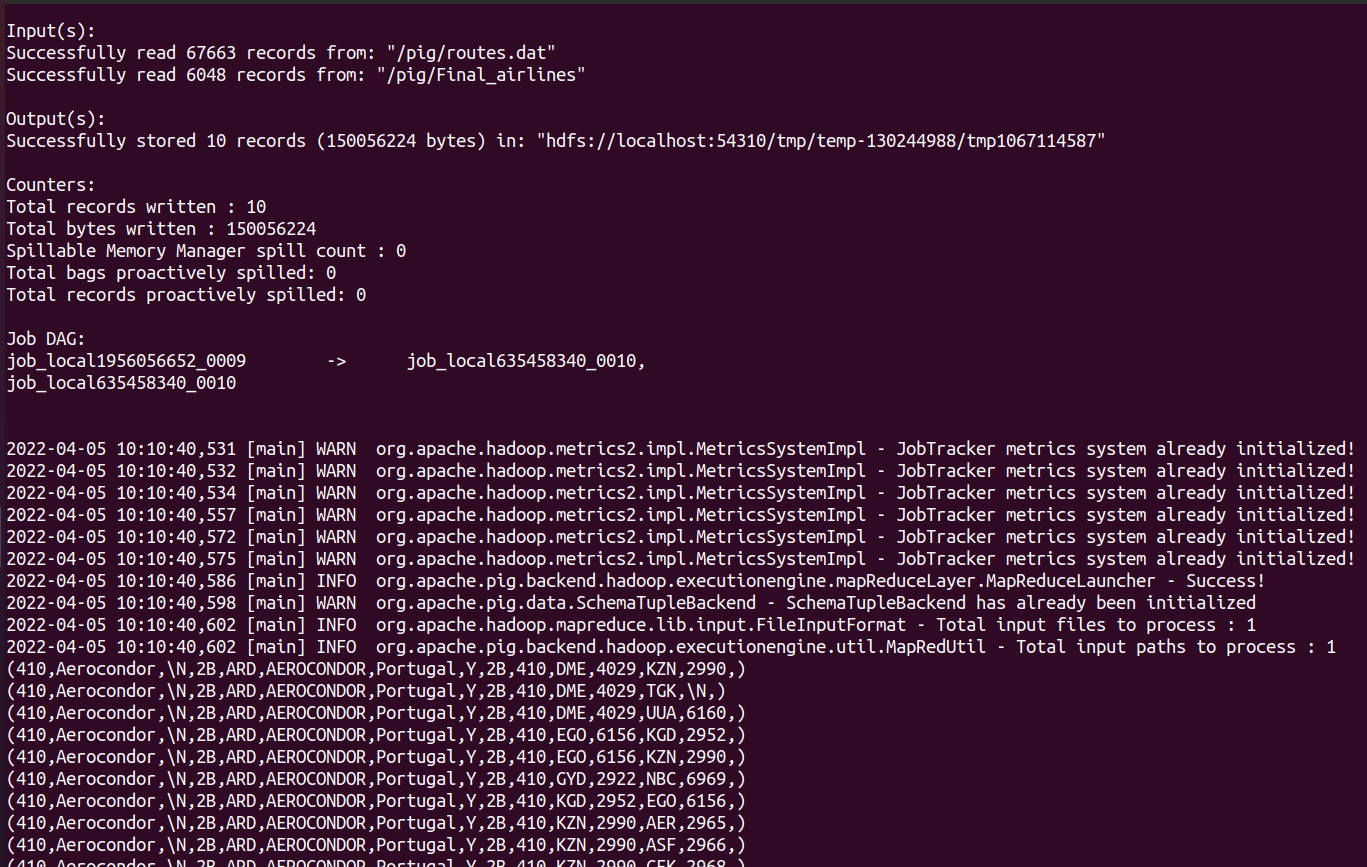 Input(s):
Successfully read 67663 records from: "/pig/routes.dat"
Successfully read 6048 records from: "/pig/Final_airlines"
Output(s):
Successfully stored 10 records (150056224 bytes) in: "hdfs://localhost:54310/tmp/temp-130244988/tmp1067114587"
Counters:
Total records written : 10
Total bytes written : 150056224
Spillable Memory Manager spill count : 0
Total bags proactively spilled: 0
Total records proactively spilled: 0
Job DAG:
job_local1956056652_0009 -> job_local635458340_0010,
job_local635458340_0010
2022-04-05 10:10:40,531 [main] WARN org.apache.hadoop.metrics2.impl.MetricsSystemImpl - JobTracker metrics system already initialized!
2022-04-05 10:10:40,532 [main] WARN org.apache.hadoop.metrics2.impl.MetricsSystemImpl - JobTracker metrics system already initialized!
2022-04-05 10:10:40,534 [main] WARN org.apache.hadoop.metrics2.impl.MetricsSystemImpl - JobTracker metrics system already initialized!
2022-04-05 10:10:40,557 [main] WARN org.apache.hadoop.metrics2.impl.MetricsSystemImpl - JobTracker metrics system already initialized!
2022-04-05 10:10:40,572 [main] WARN org.apache.hadoop.metrics2.impl.MetricsSystemImpl - JobTracker metrics system already initialized!
2022-04-05 10:10:40,575 [main] WARN org.apache.hadoop.metrics2.impl.MetricsSystemImpl - JobTracker metrics system already initialized!
2022-04-05 10:10:40,586 [main] INFO org.apache.pig.backend.hadoop.executionengine.mapReduceLayer.MapReduceLauncher - Success!
2022-04-05 10:10:40,598 [main] WARN org.apache.pig.data.SchemaTupleBackend - SchemaTupleBackend has already been initialized
2022-04-05 10:10:40,602 [main] INFO org.apache.hadoop.mapreduce.lib.input.FileInputFormat - Total input files to process : 1
2022-04-05 10:10:40,602 [main] INFO org.apache.pig.backend.hadoop.executionengine.util.MapRedUtil - Total input paths to process : 1
(410,Aerocondor,\N,2B,ARD,AEROCONDOR,Portugal,Y,2B,410,DME,4029,KZN,2990,)
(410,Aerocondor,\N,2B,ARD,AEROCONDOR,Portugal,Y,2B,410,DME,4029,TGK,\N,)
(410,Aerocondor,\N,2B,ARD,AEROCONDOR,Portugal,Y,2B,410,DME,4029,UUA,6160,)
(410,Aerocondor,\N,2B,ARD,AEROCONDOR,Portugal,Y,2B,410,EGO,6156,KGD,2952,)
(410,Aerocondor,\N,2B,ARD,AEROCONDOR,Portugal,Y,2B,410,EGO,6156,KZN,2990,)
(410,Aerocondor,\N,2B,ARD,AEROCONDOR,Portugal,Y,2B,410,GYD,2922,NBC,6969,)
(410,Aerocondor,\N,2B,ARD,AEROCONDOR,Portugal,Y,2B,410,KGD,2952,EGO,6156,)
(410,Aerocondor,\N,2B,ARD,AEROCONDOR,Portugal,Y,2B,410,KZN,2990,AER,2965,)
(410,Aerocondor,\N,2B,ARD,AEROCONDOR,Portugal,Y,2B,410,KZN,2990,ASF,2966,)
(410,Aerocondor,\N,2B,ARD,AEROCONDOR,Portugal,Y,2B,410,KZN,2990,CEK,2968,)